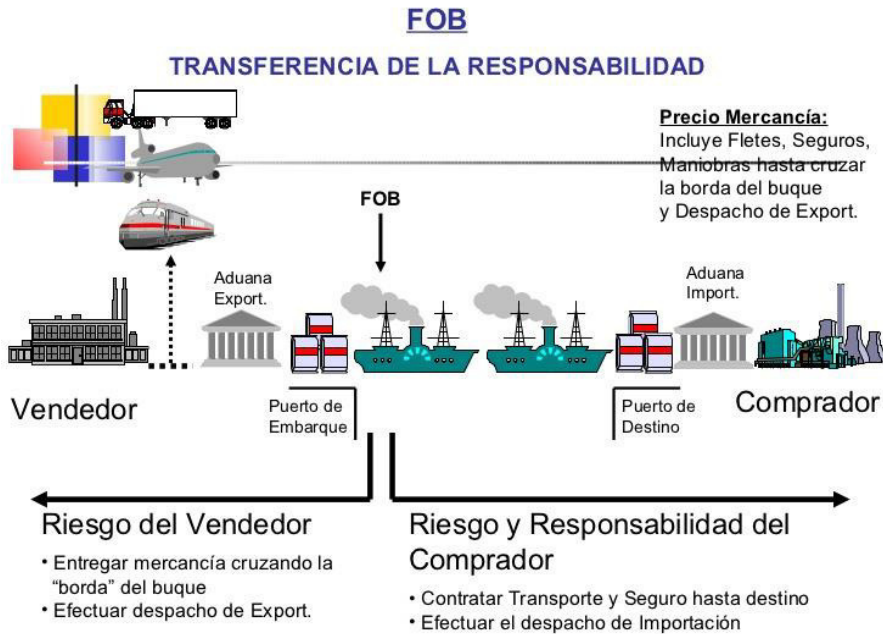 FOB
TRANSFERENCIA DE LA RESPONSABILIDAD
Precio Mercancía:
Incluye Fletes, Seguros,
Maniobras hasta cruzar
la borda del buque
y Despacho de Export.
FOB
Aduana
Export.
Aduana
Import.
Vendedor
Puerto de
Embarque
Puerto de
Destino
Comprador
Riesgo del Vendedor
• Entregar mercancía cruzando la
“borda” del buque
• Efectuar despacho de Export.
Riesgo y Responsabilidad del
Comprador
• Contratar Transporte y Seguro hasta destino
• Efectuar el despacho de Importación